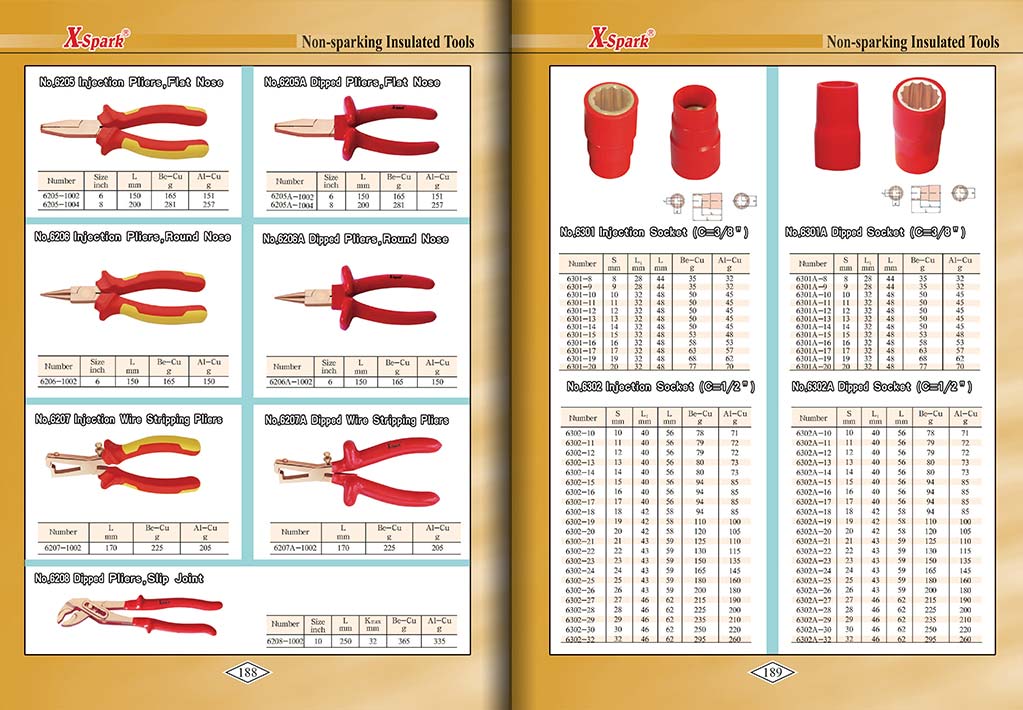 X-Spark®
Non-sparking Insulated Tools
No,6205 Injection Pliers,Flat Nose
Number Size inch L mm Be-Cu g Al-Cu g
6205-1002 6 150 165 151
6205-1004 8 200 281 257
No,6205A Dipped Pliers,Flat Nose
Number Size inch L mm Be-Cu g Al-Cu g
6205A-1002 6 150 165 151
6205A-1004 8 200 281 257
No,6206 Injection Pliers,Round Nose
Number Size inch L mm Be-Cu g Al-Cu g
6206-1002 6 150 165 150
No,6206A Dipped Pliers,Round Nose
Number Size inch L mm Be-Cu g Al-Cu g
6206A-1002 6 150 165 150
No,6207 Injection Wire Stripping Pliers
Number L mm Be-Cu g Al-Cu g
6207-1002 170 225 205
No,6207A Dipped Wire Stripping Pliers
Number L mm Be-Cu g Al-Cu g
6207A-1002 170 225 205
No,6208 Dipped Pliers,Slip Joint
Number Size inch L mm Kmax mm Be-Cu g Al-Cu g
6208-1002 10 250 32 365 335
188
X-Spark®
Non-sparking Insulated Tools
No,6301 Injection Socket (C=3/8")
Number S mm L1 mm L mm Be-Cu g Al-Cu g
6301-8 8 28 44 35 32
6301-9 9 28 44 35 32
6301-10 10 32 48 50 45
6301-11 11 32 48 50 45
6301-12 12 32 48 50 45
6301-13 13 32 48 50 45
6301-14 14 32 48 50 45
6301-15 15 32 48 53 48
6301-16 16 32 48 58 53
6301-17 17 32 48 63 57
6301-19 19 32 48 68 62
6301-20 20 32 48 77 70
No,6302 Injection Socket (C=1/2")
Number S mm L1 mm L mm Be-Cu g Al-Cu g
6302-10 10 40 56 78 71
6302-11 11 40 56 79 72
6302-12 12 40 56 79 72
6302-13 13 40 56 80 73
6302-14 14 40 56 80 73
6302-15 15 40 56 94 85
6302-16 16 40 56 94 85
6302-17 17 40 56 94 85
6302-18 18 42 58 94 85
6302-19 19 42 58 110 100
6302-20 20 42 58 120 105
6302-21 21 43 59 125 110
6302-22 22 43 59 130 115
6302-23 23 43 59 150 135
6302-24 24 43 59 165 145
6302-25 25 43 59 180 160
6302-26 26 43 59 200 180
6302-27 27 46 62 215 190
6302-28 28 46 62 225 200
6302-29 29 46 62 235 210
6302-30 30 46 62 250 220
6302-32 32 46 62 295 260
No,6301A Dipped Socket (C=3/8")
Number S mm L1 mm L mm Be-Cu g Al-Cu g
6301A-8 8 28 44 35 32
6301A-9 9 28 44 35 32
6301A-10 10 32 48 50 45
6301A-11 11 32 48 50 45
6301A-12 12 32 48 50 45
6301A-13 13 32 48 50 45
6301A-14 14 32 48 50 45
6301A-15 15 32 48 53 48
6301A-16 16 32 48 58 53
6301A-17 17 32 48 63 57
6301A-19 19 32 48 68 62
6301A-20 20 32 48 77 70
No,6302A Dipped Socket (C=1/2")
Number S mm L1 mm L mm Be-Cu g Al-Cu g
6302A-10 10 40 56 78 71
6302A-11 11 40 56 79 72
6302A-12 12 40 56 79 72
6302A-13 13 40 56 80 73
6302A-14 14 40 56 80 73
6302A-15 15 40 56 94 85
6302A-16 16 40 56 94 85
6302A-17 17 40 56 94 85
6302A-18 18 42 58 94 85
6302A-19 19 42 58 110 100
6302A-20 20 42 58 120 105
6302A-21 21 43 59 125 110
6302A-22 22 43 59 130 115
6302A-23 23 43 59 150 135
6302A-24 24 43 59 165 145
6302A-25 25 43 59 180 160
6302A-26 26 43 59 200 180
6302A-27 27 46 62 215 190
6302A-28 28 46 62 225 200
6302A-29 29 46 62 235 210
6302A-30 30 46 62 250 220
6302A-32 32 46 62 295 260
189